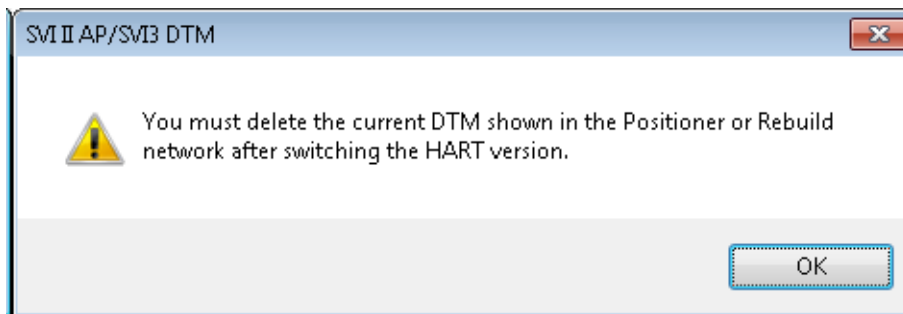 SVI II AP/SVI3 DTM
You must delete the current DTM shown in the Positioner or Rebuild
network after switching the HART version.
OK